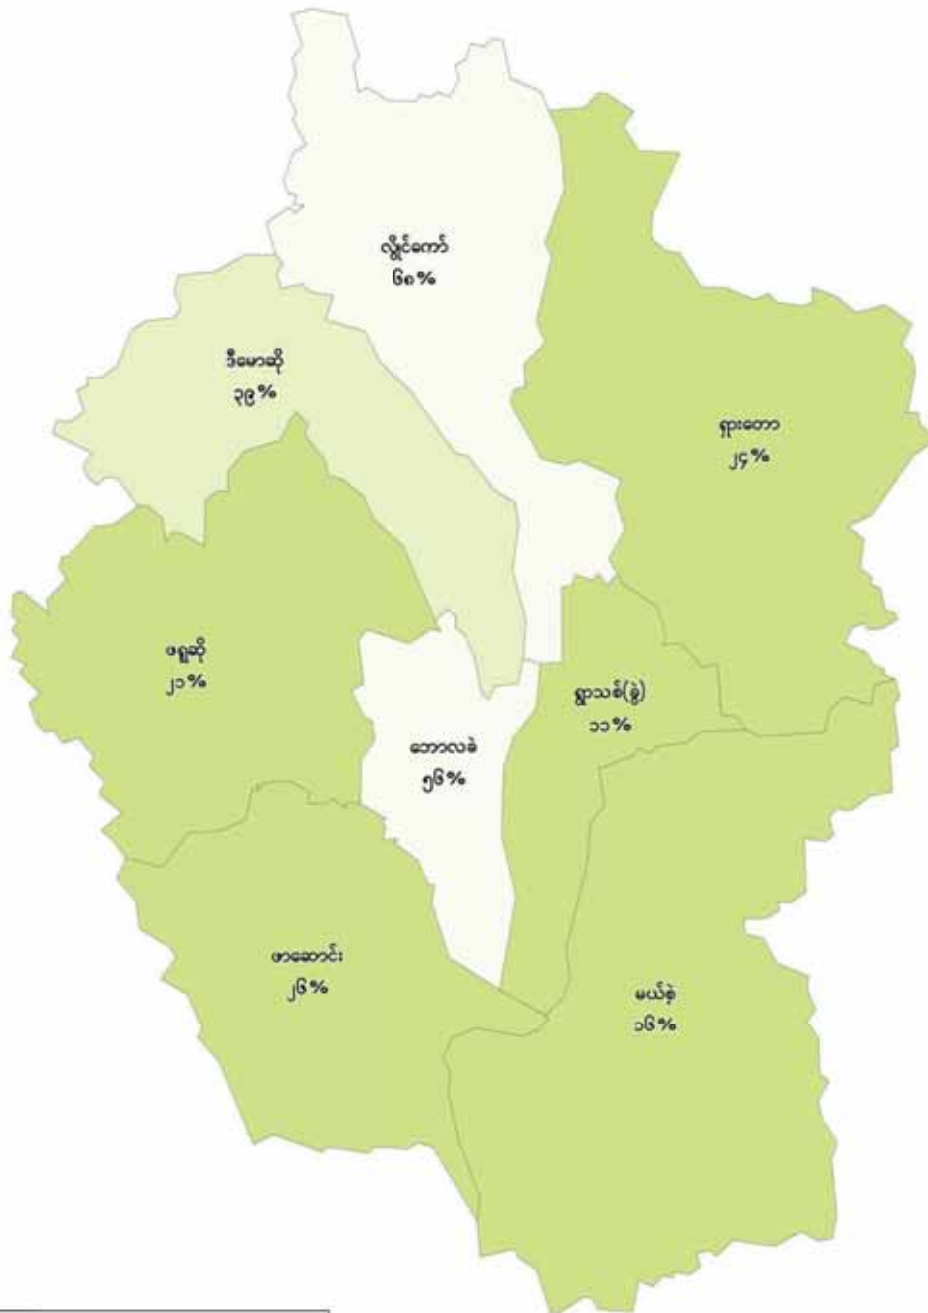 လွိုင်ကော်
၆၈%
ဒီမောဆို
၃၉%
ရှားတော
၂၄%
ဖရူဆို
၂၁%
ရွာသစ်(ခွဲ)
၁၁%
ဘောလခဲ
၅၆%
ဖာဆောင်း
၂၆%
မယ်စဲ့
၁၆%